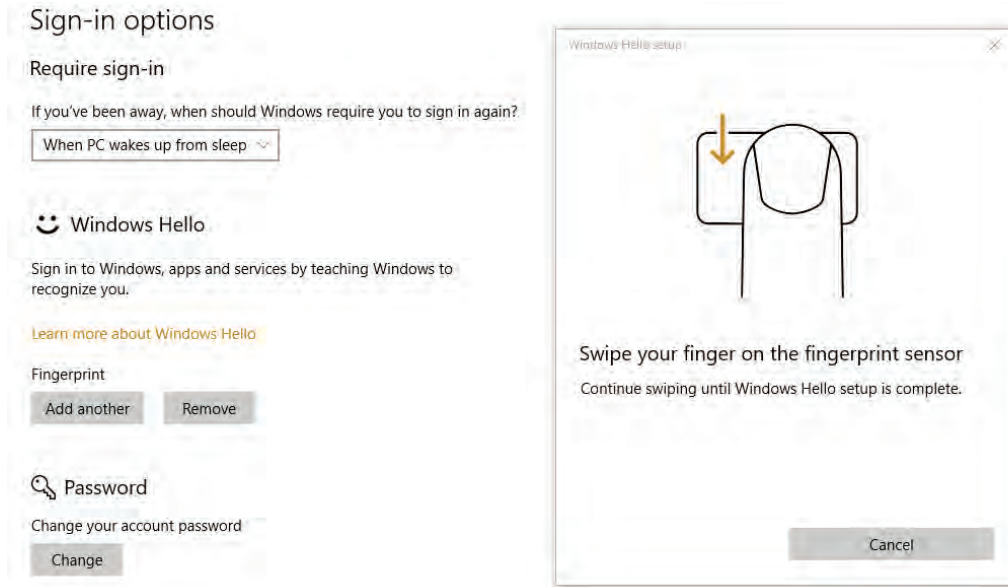 Sign-in options
Require sign-in
If you've been away, when should Windows require you to sign in again?
When PC wakes up from sleep
Windows Hello
Sign in to Windows, apps and services by teaching Windows to
recognize you.
Learn more about Windows Hello
Fingerprint
Add another
Remove
Password
Change your account password
Change
Windows Hello setup
Swipe your finger on the fingerprint sensor
Continue swiping until Windows Hello setup is complete.
Cancel